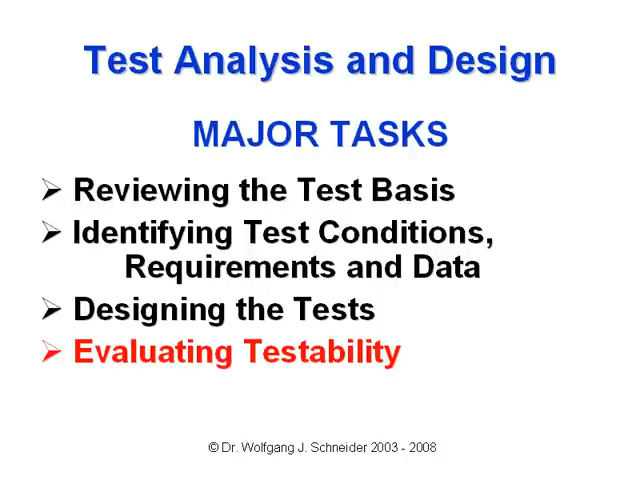 Test Analysis and Design
MAJOR TASKS
➢ Reviewing the Test Basis
➢ Identifying Test Conditions,
Requirements and Data
➢ Designing the Tests
➢ Evaluating Testability
© Dr. Wolfgang J. Schneider 2003 - 2008